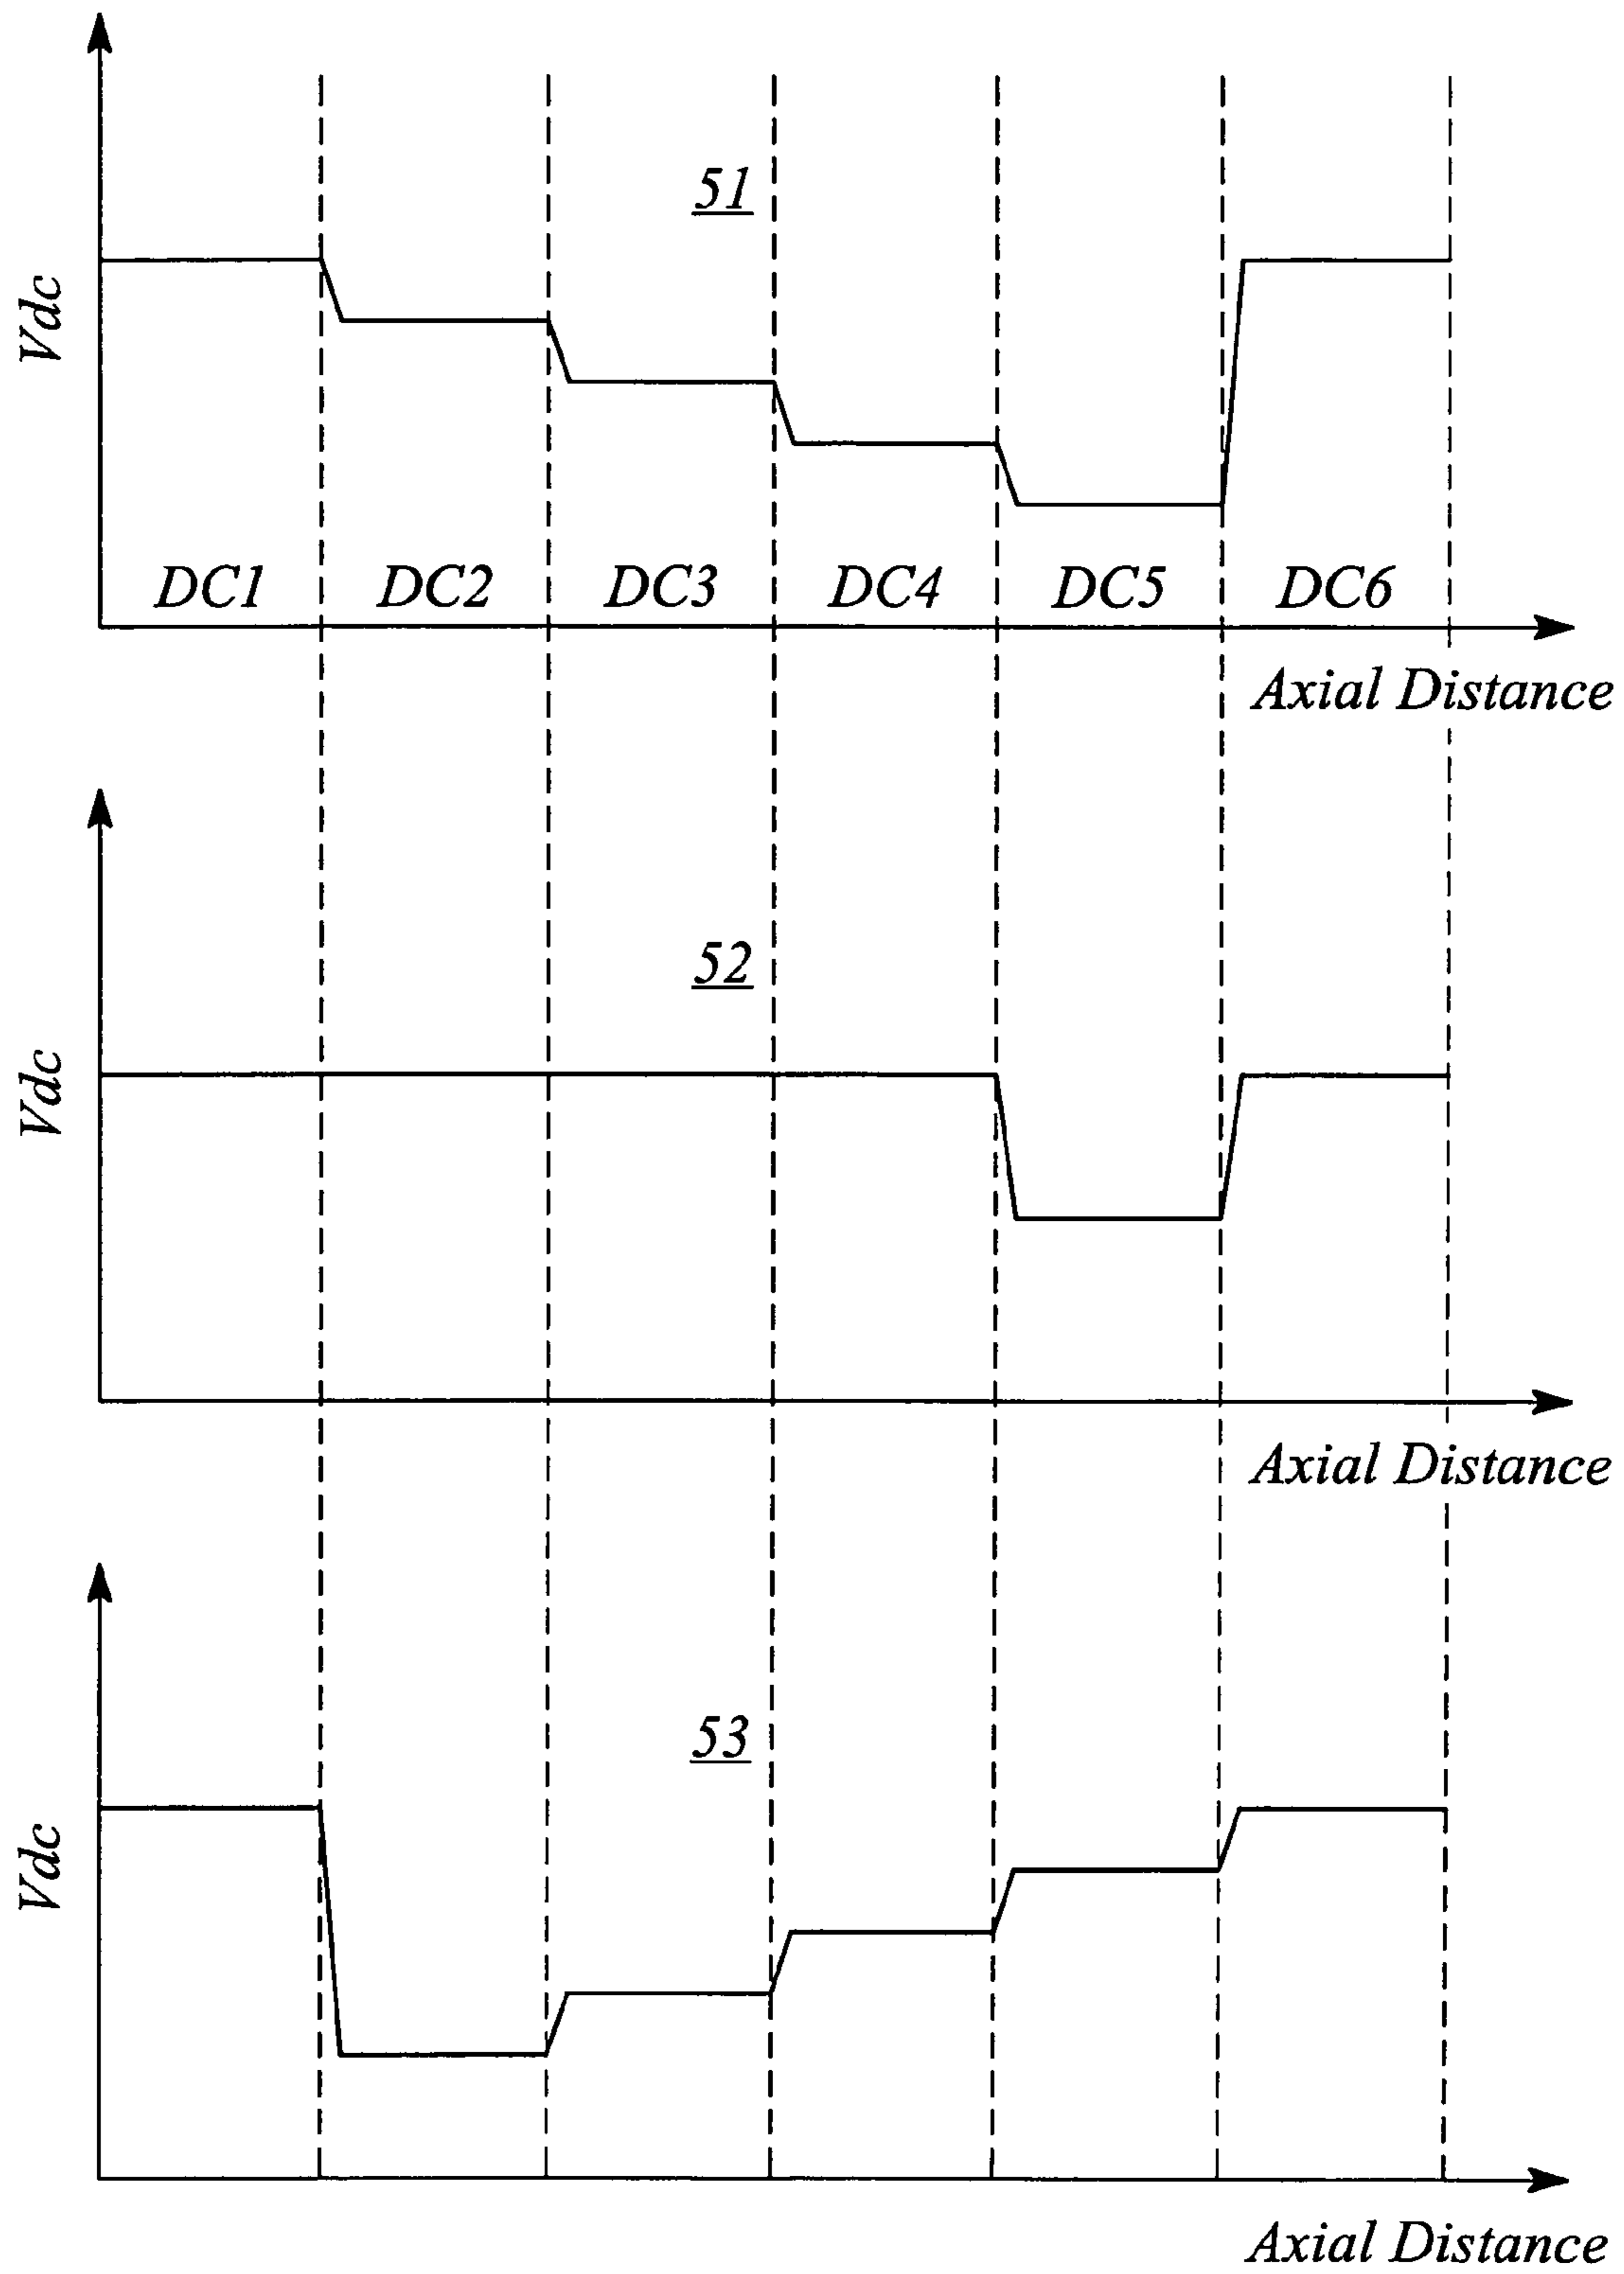 51
Vdc
DC1 DC2 DC3 DC4 DC5 DC6
Axial Distance
52
Vdc
Axial Distance
53
Vdc
Axial Distance